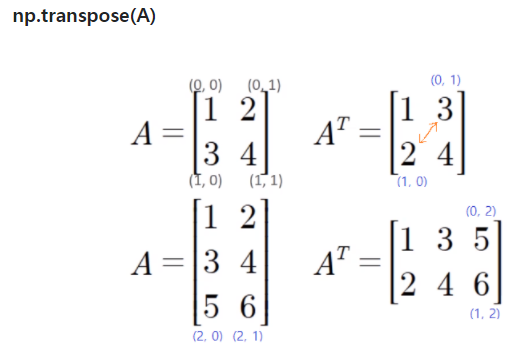 np.transpose(A)
(0, 0) (0, 1) (0, 1)
A = [1 2 A^T = [1 3
3 4] 2 4]
(1, 0) (1, 1) (1, 0)
[1 2 (0, 2)
A = 3 4 A^T = [1 3 5
5 6] 2 4 6]
(2, 0) (2, 1) (1, 2)